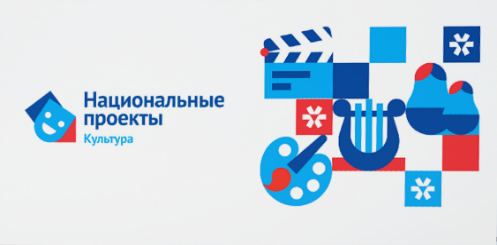 Национальные
проекты
Культура